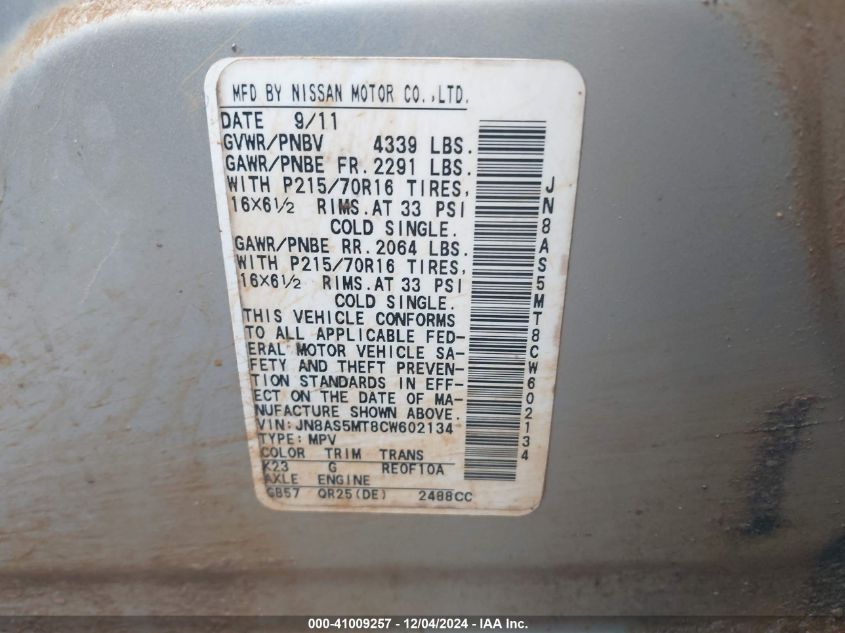 MFD BY NISSAN MOTOR CO.,LTD.
DATE 9/11
GVWR/PNBV 4339 LBS.
GAWR/PNBE FR. 2291 LBS.
WITH P215/70R16 TIRES,
16×6½ RIMS.AT 33 PSI
COLD SINGLE.
GAWR/PNBE RR. 2064 LBS.
WITH P215/70R16 TIRES,
16×6½ RIMS.AT 33 PSI
COLD SINGLE.
THIS VEHICLE CONFORMS
TO ALL APPLICABLE FED-
ERAL MOTOR VEHICLE SA-
FETY AND THEFT PREVEN-
TION STANDARDS IN EFF-
ECT ON THE DATE OF MA-
NUFACTURE SHOWN ABOVE.
VIN: JN8AS5MT8CW602134
TYPE: MPV
COLOR TRIM TRANS
K23 G RE0F10A
AXLE ENGINE
GB57 QR25(DE) 2488CC
JN8AS5MT8CW602134
000-41009257 - 12/04/2024 - IAA Inc.